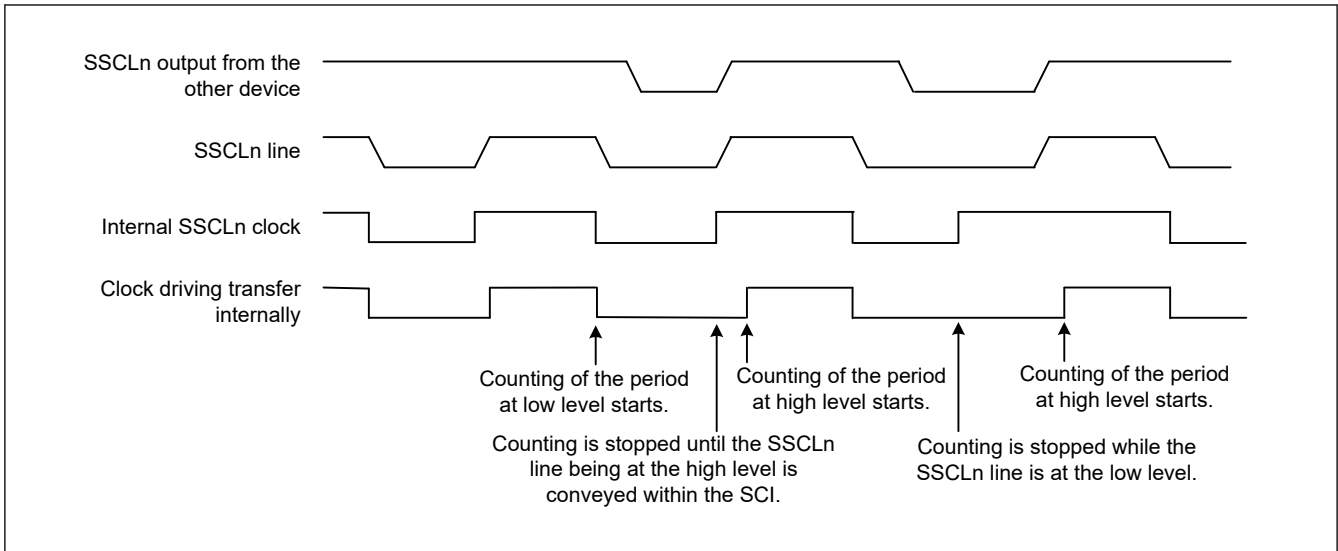 SSCLn output from the
other device
SSCLn line
Internal SSCLn clock
Clock driving transfer
internally
Counting of the period
at low level starts.
Counting of the period
at high level starts.
Counting of the period
at high level starts.
Counting is stopped until the SSCLn
line being at the high level is
conveyed within the SCI.
Counting is stopped while the
SSCLn line is at the low level.